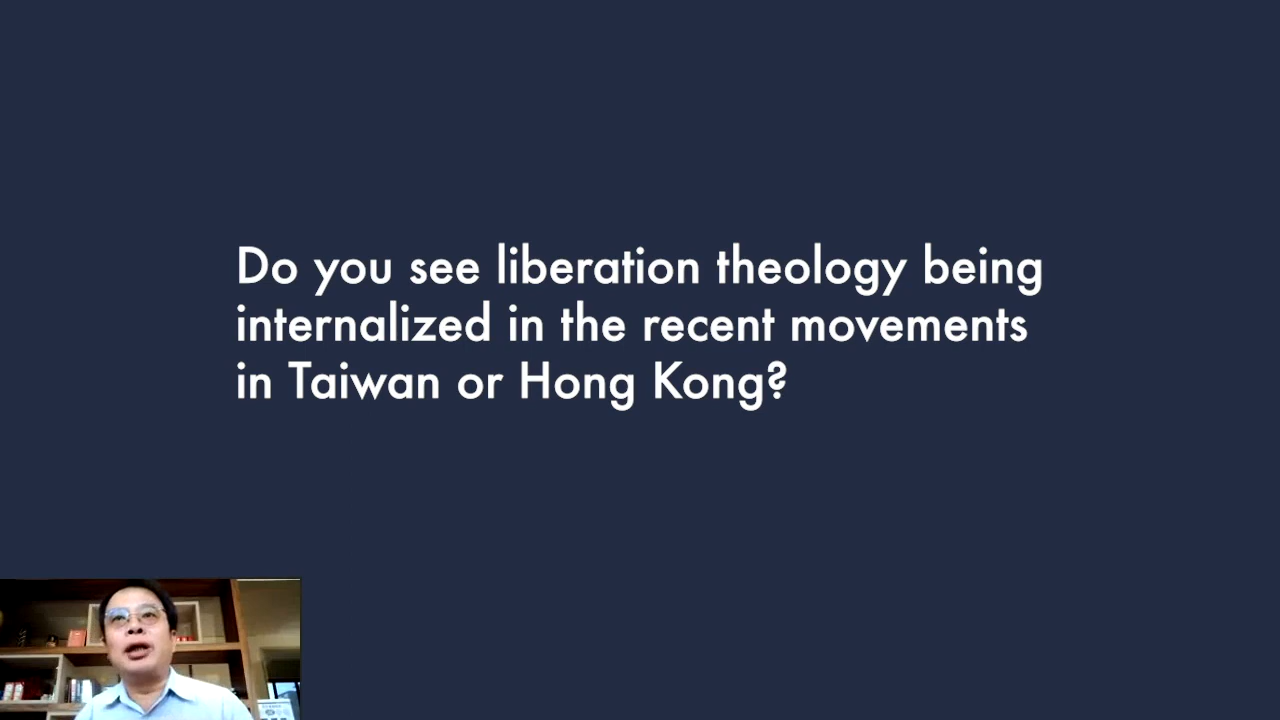 Do you see liberation theology being
internalized in the recent movements
in Taiwan or Hong Kong?